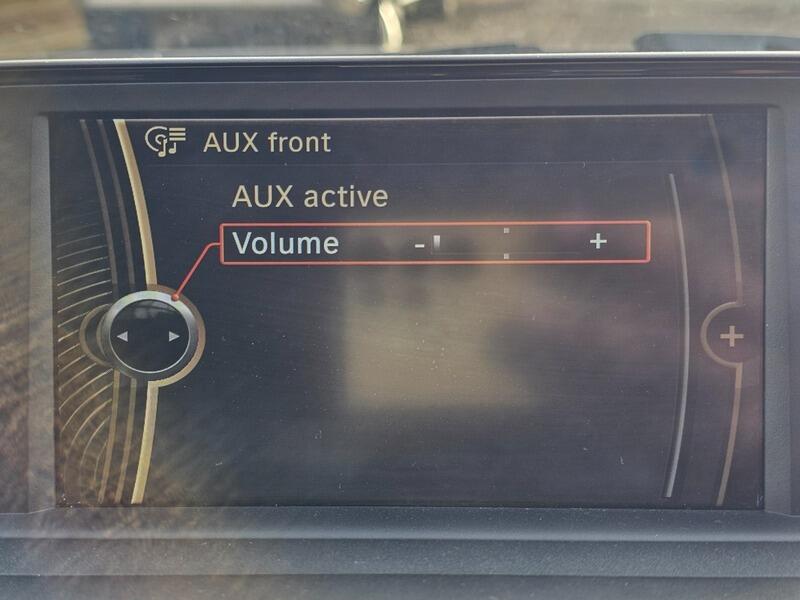 AUX front
AUX active
Volume - +
+